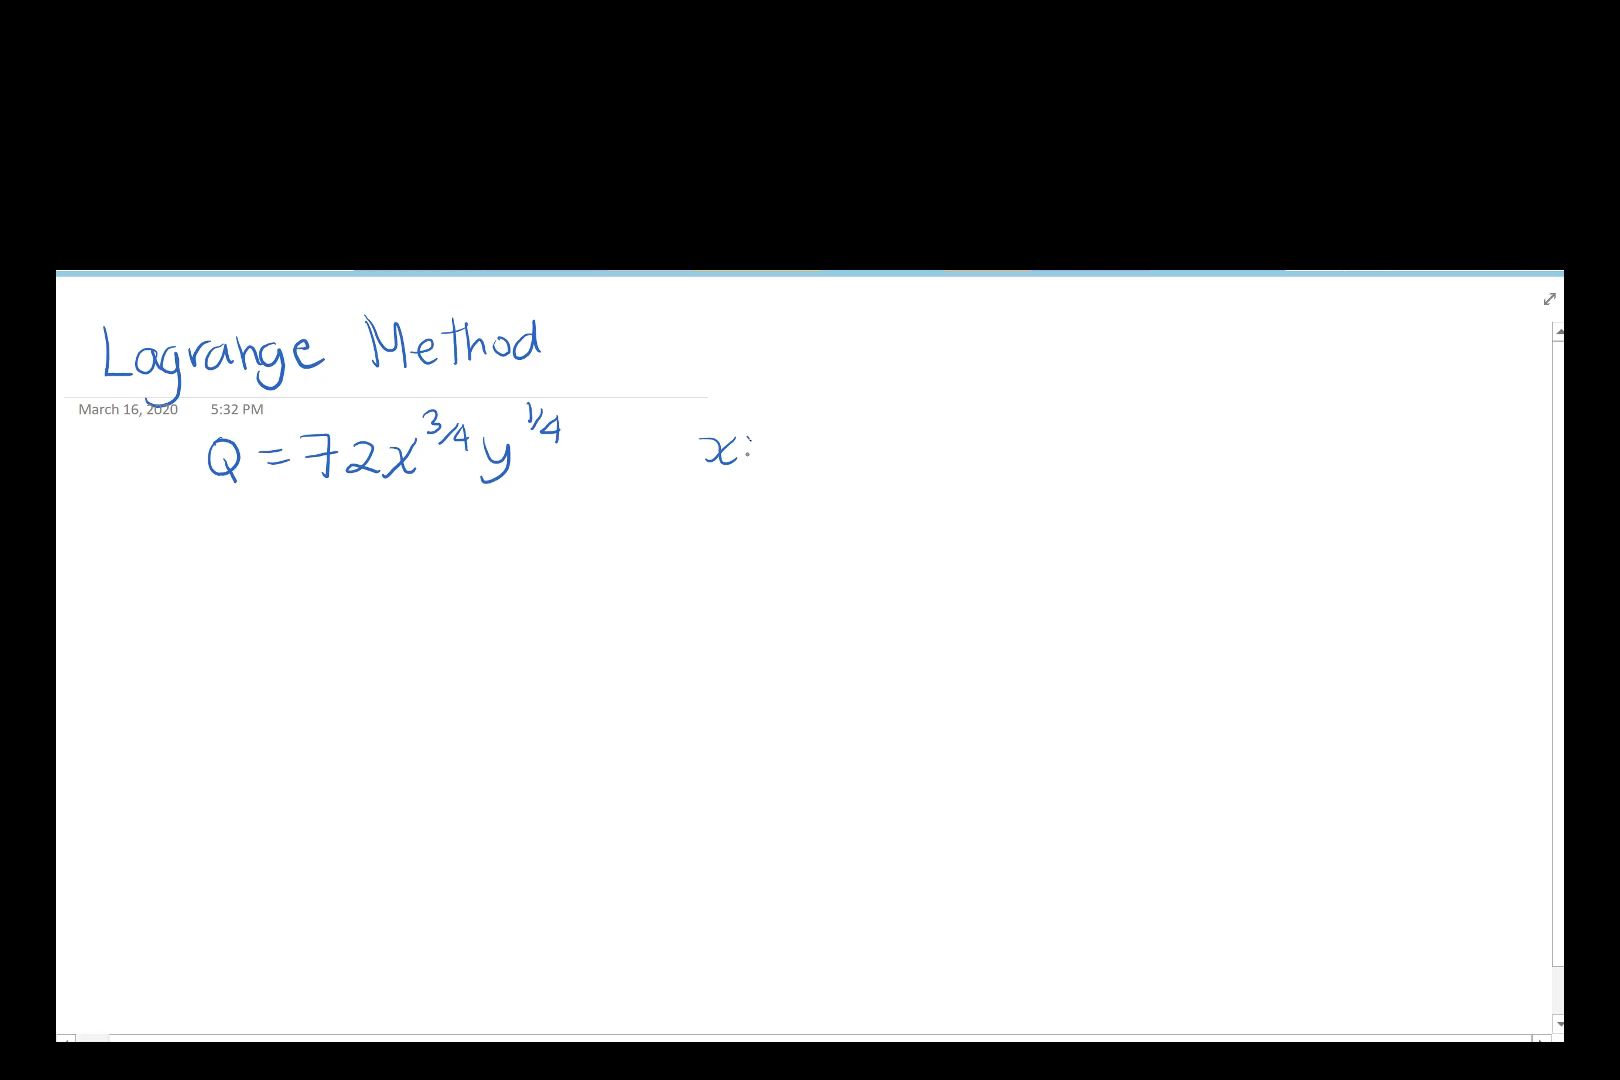 Lagrange Method
March 16, 2020 5:32 PM
Q = 72x^{3/4}y^{1/4} x: